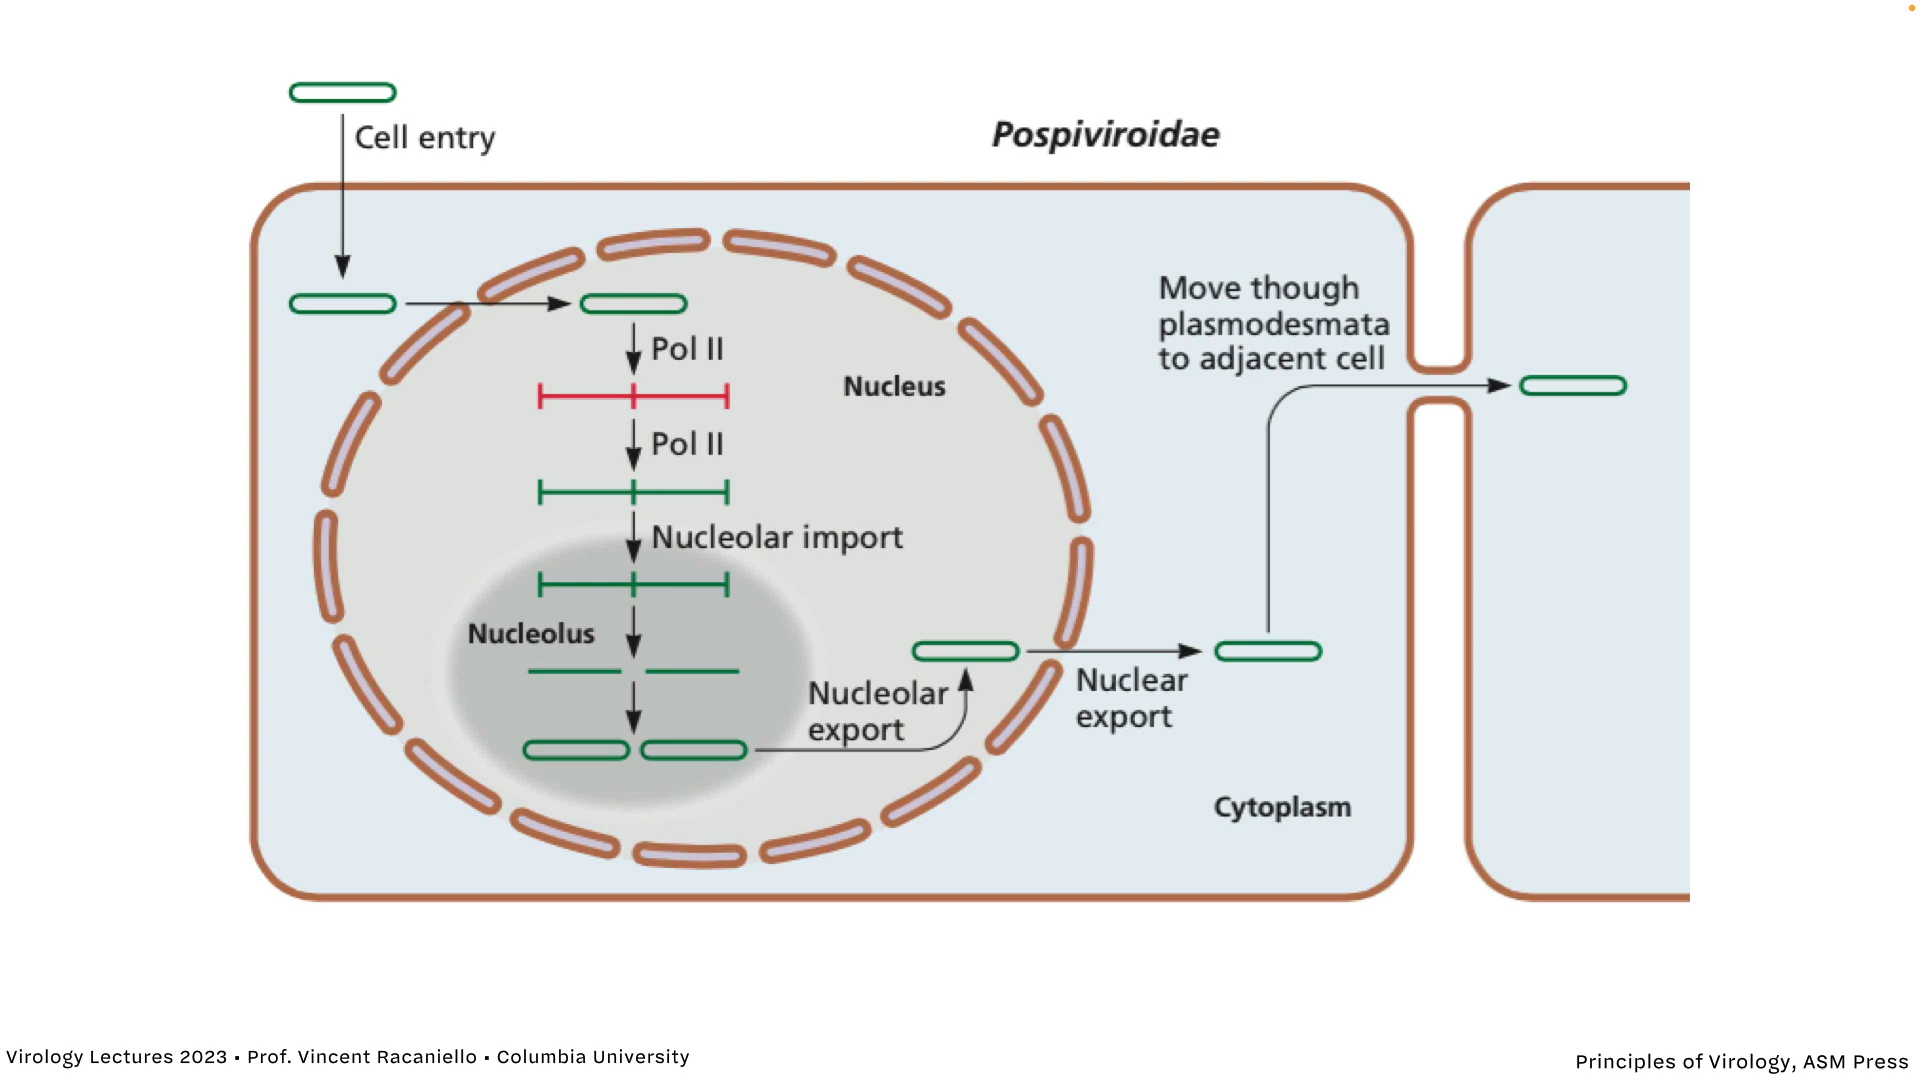 Cell entry
Pospiviroidae
Move though
plasmodesmata
to adjacent cell
Pol II
Nucleus
Pol II
Nucleolar import
Nucleolus
Nucleolar
export
Nuclear
export
Cytoplasm
Virology Lectures 2023 • Prof. Vincent Racaniello • Columbia University
Principles of Virology, ASM Press